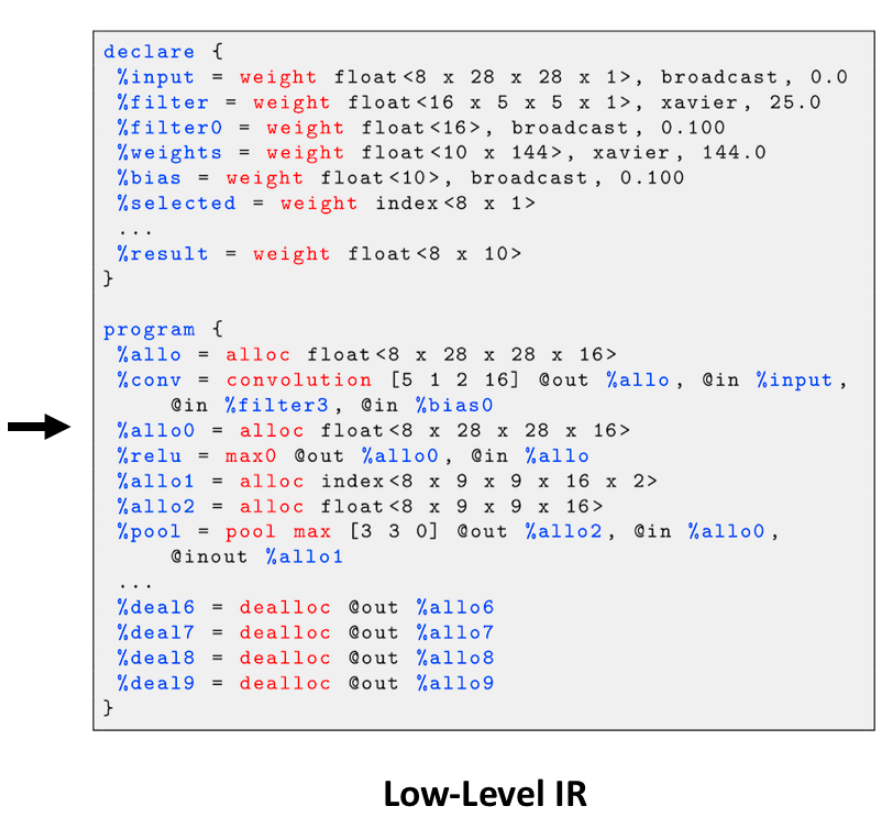 declare {
%input = weight float<8 x 28 x 28 x 1>, broadcast, 0.0
%filter = weight float<16 x 5 x 5 x 1>, xavier, 25.0
%filter0 = weight float<16>, broadcast, 0.100
%weights = weight float<10 x 144>, xavier, 144.0
%bias = weight float<10>, broadcast, 0.100
%selected = weight index<8 x 1>
...
%result = weight float<8 x 10>
}
program {
%allo = alloc float<8 x 28 x 28 x 16>
%conv = convolution [5 1 2 16] @out %allo, @in %input,
@in %filter3, @in %bias0
%allo0 = alloc float<8 x 28 x 28 x 16>
%relu = max0 @out %allo0, @in %allo
%allo1 = alloc index<8 x 9 x 9 x 16 x 2>
%allo2 = alloc float<8 x 9 x 9 x 16>
%pool = pool max [3 3 0] @out %allo2, @in %allo0,
@inout %allo1
...
%deal6 = dealloc @out %allo6
%deal7 = dealloc @out %allo7
%deal8 = dealloc @out %allo8
%deal9 = dealloc @out %allo9
}
Low-Level IR